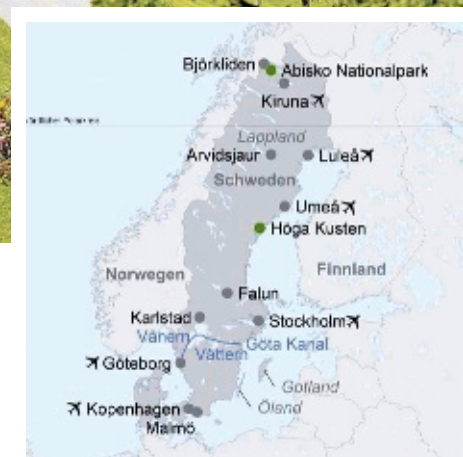 Björkliden
Abisko Nationalpark
Kiruna
Lappland
Arvidsjaur
Luleå
Schweden
Umeå
Höga Kusten
Norwegen
Finnland
Falun
Karlstad
Stockholm
Vänern
Göta Kanal
Vättern
Göteborg
Gotland
Öland
Kopenhagen
Malmö